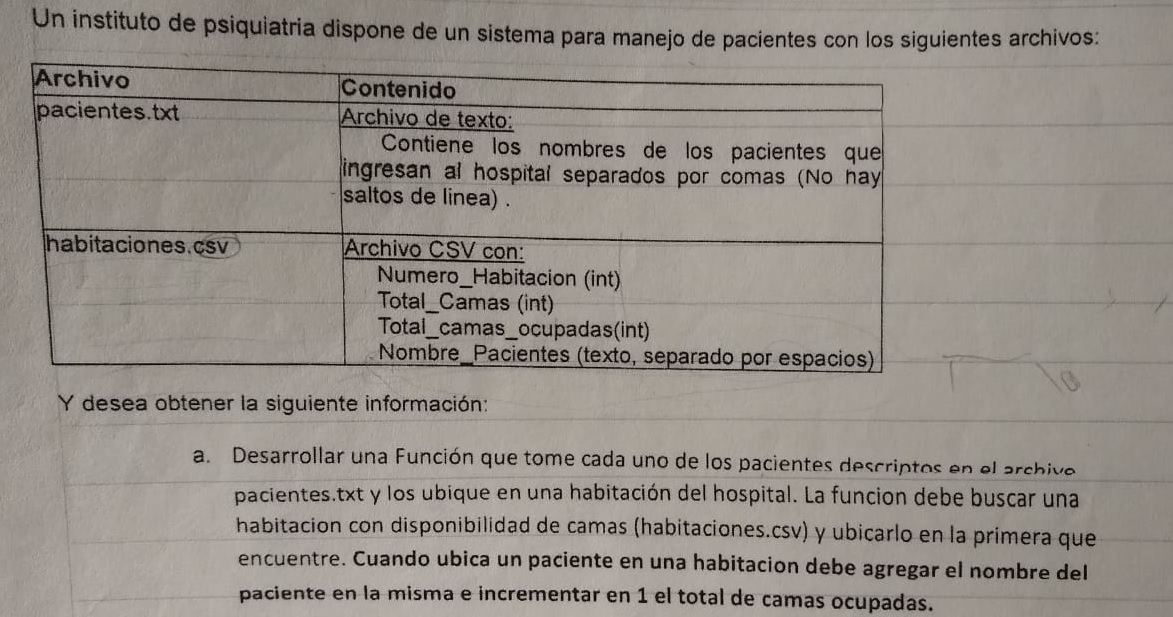 Un instituto de psiquiatria dispone de un sistema para manejo de pacientes con los siguientes archivos:
Archivo
Contenido
pacientes.txt
Archivo de texto:
Contiene los nombres de los pacientes que
ingresan al hospital separados por comas (No hay
saltos de linea) .
habitaciones.csv
Archivo CSV con:
Numero_Habitacion (int)
Total_Camas (int)
Total_camas_ocupadas(int)
Nombre_Pacientes (texto, separado por espacios)
Y desea obtener la siguiente información:
a. Desarrollar una Función que tome cada uno de los pacientes descriptos en el archivo
pacientes.txt y los ubique en una habitación del hospital. La funcion debe buscar una
habitacion con disponibilidad de camas (habitaciones.csv) y ubicarlo en la primera que
encuentre. Cuando ubica un paciente en una habitacion debe agregar el nombre del
paciente en la misma e incrementar en 1 el total de camas ocupadas.